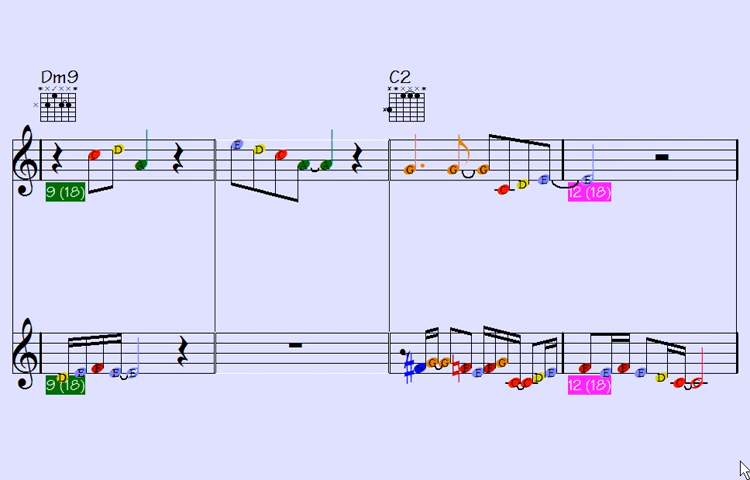 Dm9 C2
C D A E D C A A G G G C D E E
9 (18) 12 (18)
D E F E E G G F E F G C C D E F E F E D C C
9 (18) 12 (18)